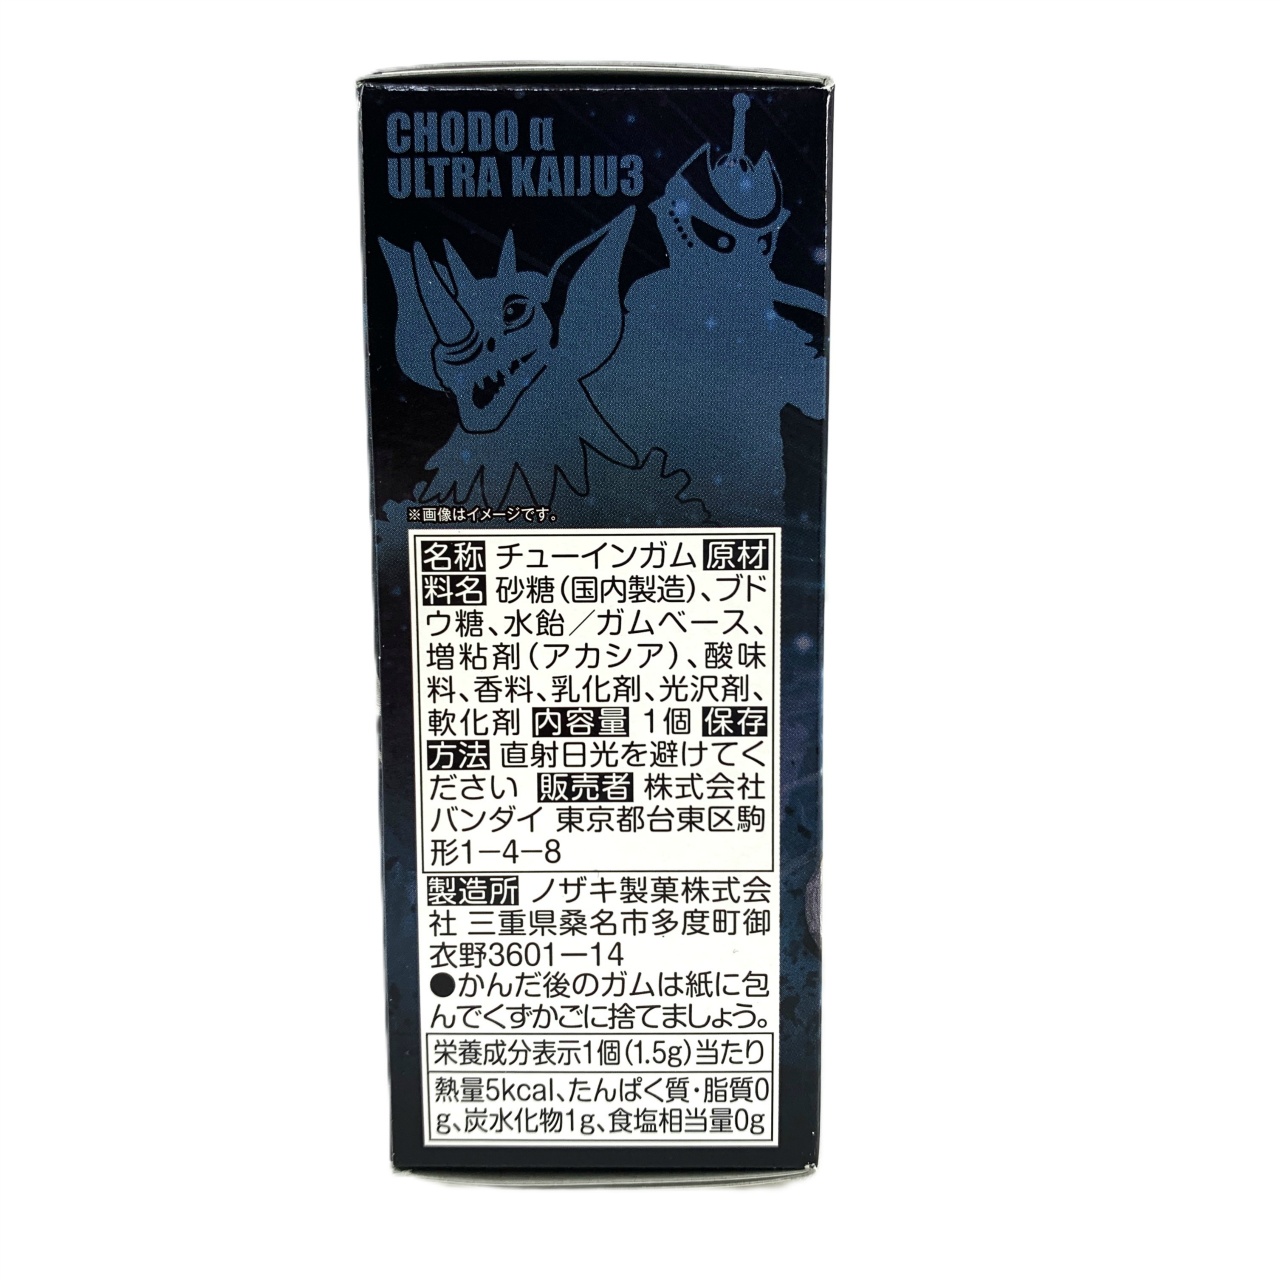 CHODO α
ULTRA KAIJU3
※画像はイメージです。
名称 チューインガム 原材
料名 砂糖(国内製造)、ブド
ウ糖、水飴／ガムベース、
増粘剤(アカシア)、酸味
料、香料、乳化剤、光沢剤、
軟化剤 内容量 1個 保存
方法 直射日光を避けてく
ださい 販売者 株式会社
バンダイ 東京都台東区駒
形1－4－8
製造所 ノザキ製菓株式会
社 三重県桑名市多度町御
衣野3601－14
●かんだ後のガムは紙に包
んでくずかごに捨てましょう。
栄養成分表示1個(1.5g)当たり
熱量5kcal、たんぱく質・脂質0
g、炭水化物1g、食塩相当量0g